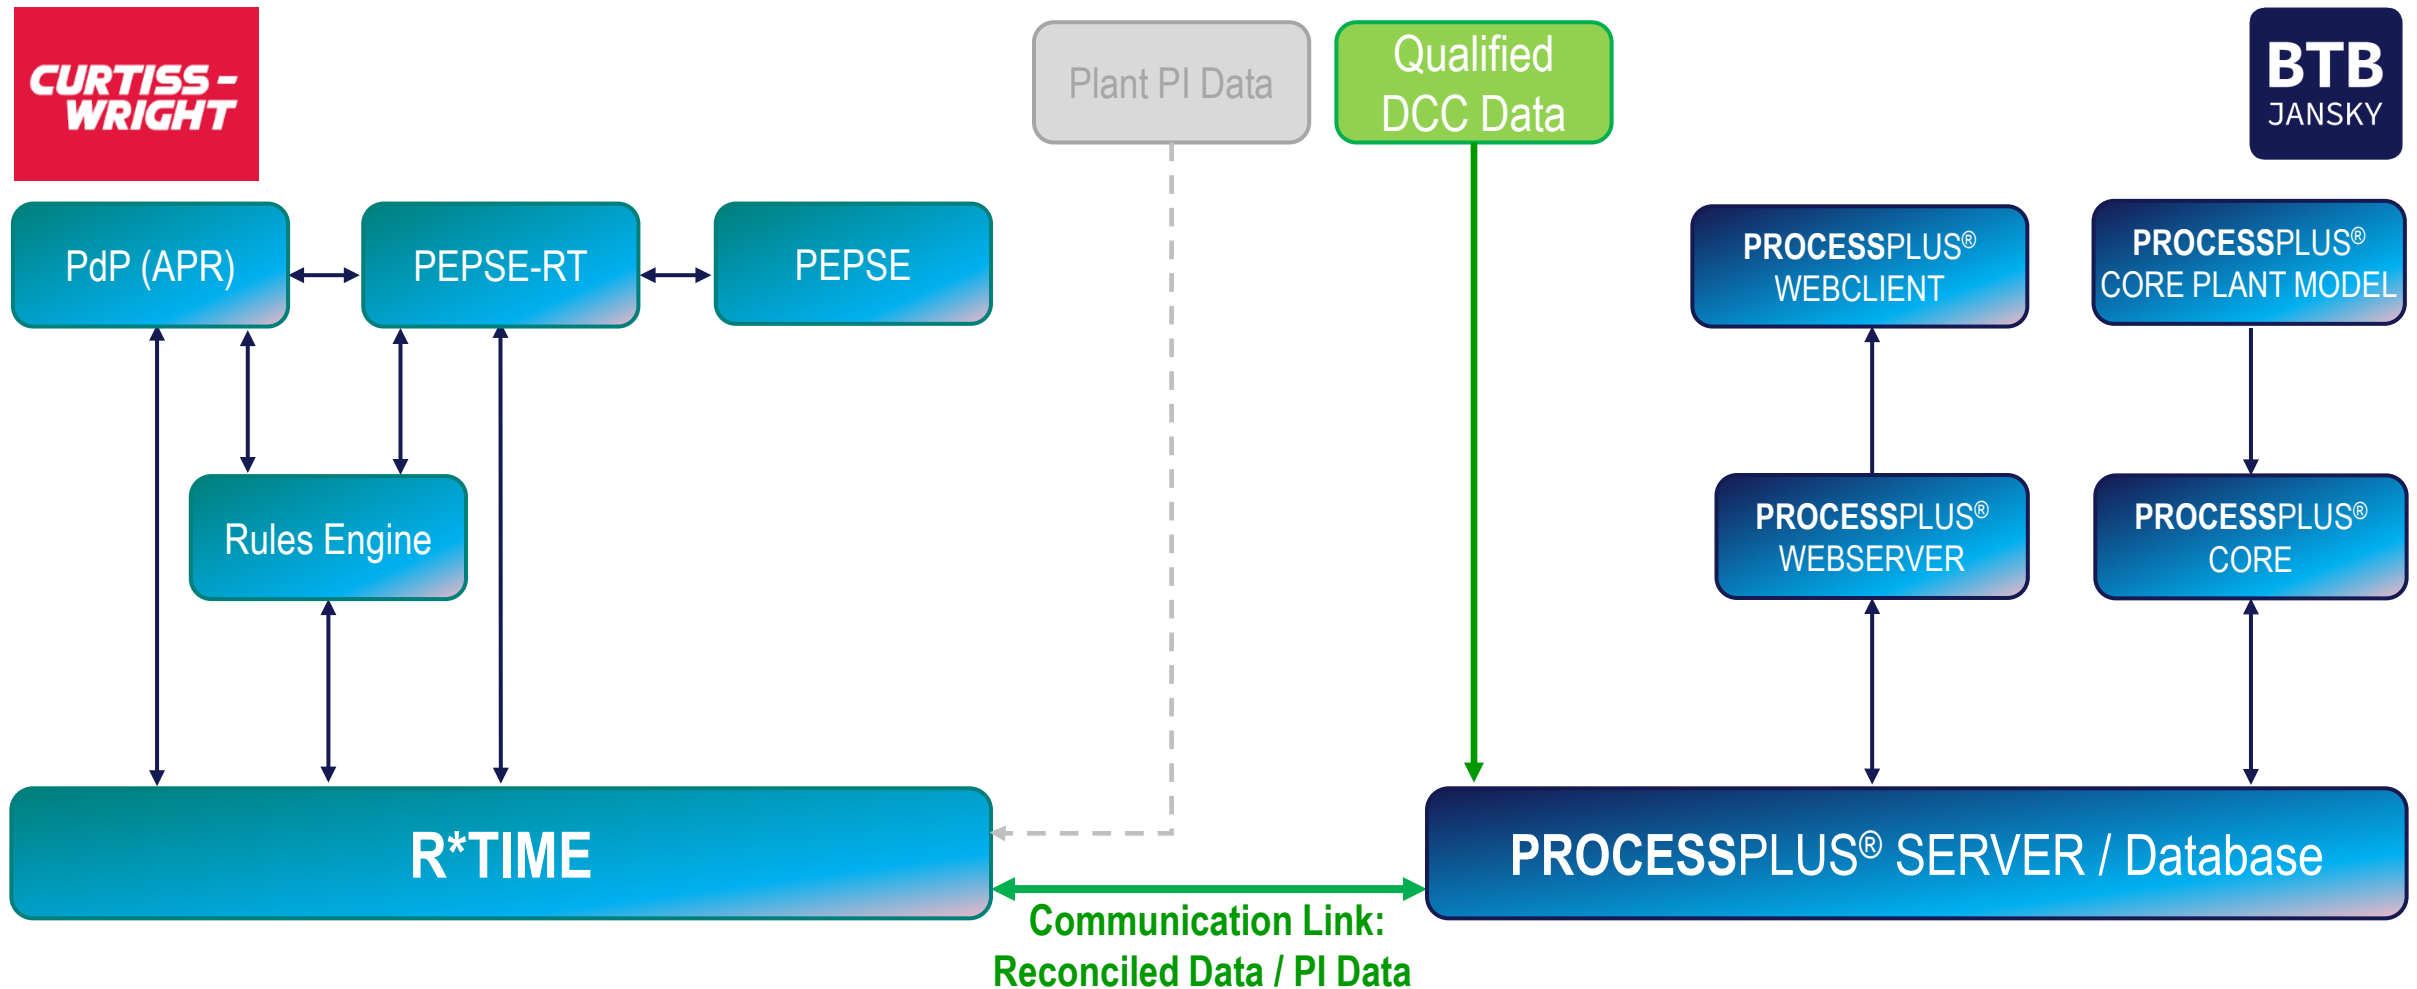 CURTISS-
WRIGHT
Plant PI Data
Qualified
DCC Data
BTB
JANSKY
PdP (APR)
PEPSE-RT
PEPSE
PROCESSPLUS®
WEBCLIENT
PROCESSPLUS®
CORE PLANT MODEL
Rules Engine
PROCESSPLUS®
WEBSERVER
PROCESSPLUS®
CORE
R*TIME
PROCESSPLUS® SERVER / Database
Communication Link:
Reconciled Data / PI Data